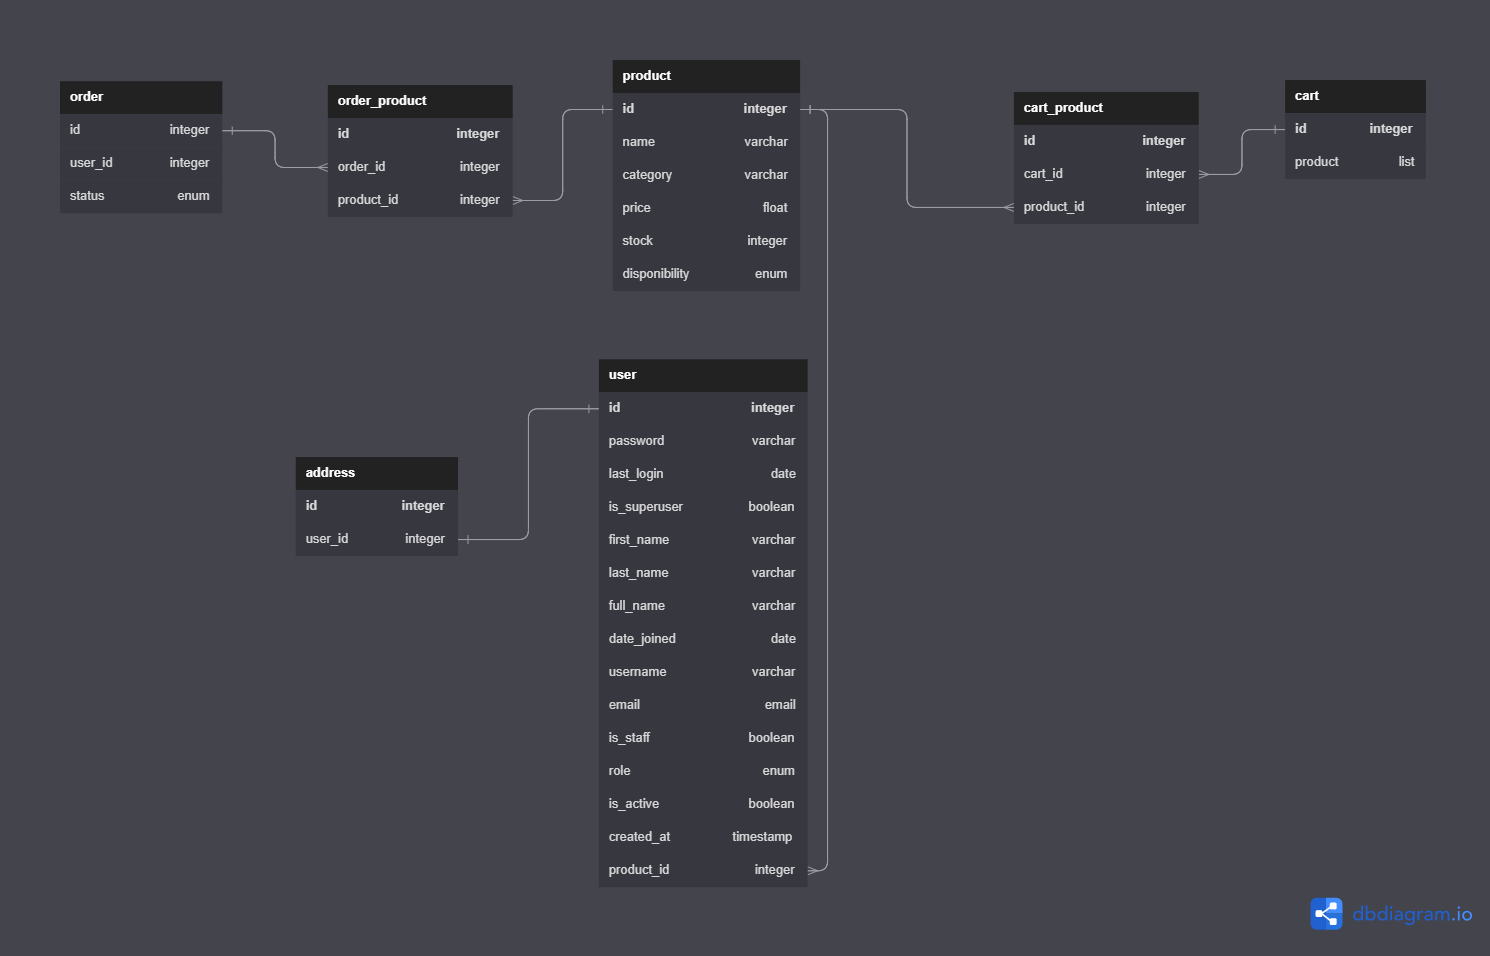 order
id integer
user_id integer
status enum
order_product
id integer
order_id integer
product_id integer
product
id integer
name varchar
category varchar
price float
stock integer
disponibility enum
cart_product
id integer
cart_id integer
product_id integer
cart
id integer
product list
address
id integer
user_id integer
user
id integer
password varchar
last_login date
is_superuser boolean
first_name varchar
last_name varchar
full_name varchar
date_joined date
username varchar
email email
is_staff boolean
role enum
is_active boolean
created_at timestamp
product_id integer
dbdiagram.io